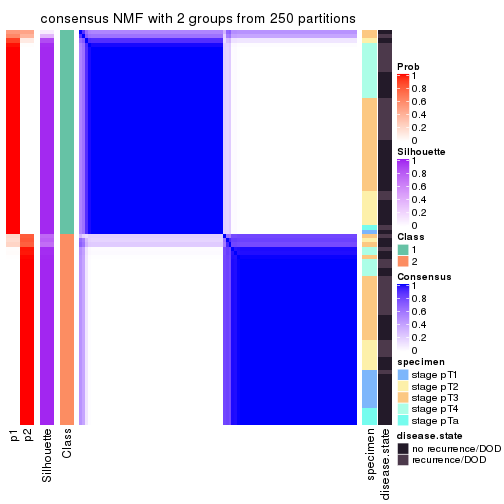 consensus NMF with 2 groups from 250 partitions
Prob
1
0.8
0.6
0.4
0.2
0
Silhouette
1
0.8
0.6
0.4
0.2
0
Class
1
2
Consensus
1
0.8
0.6
0.4
0.2
0
specimen
stage pT1
stage pT2
stage pT3
stage pT4
stage pTa
disease.state
no recurrence/DOD
recurrence/DOD
p1
p2
Silhouette
Class
specimen
disease.state